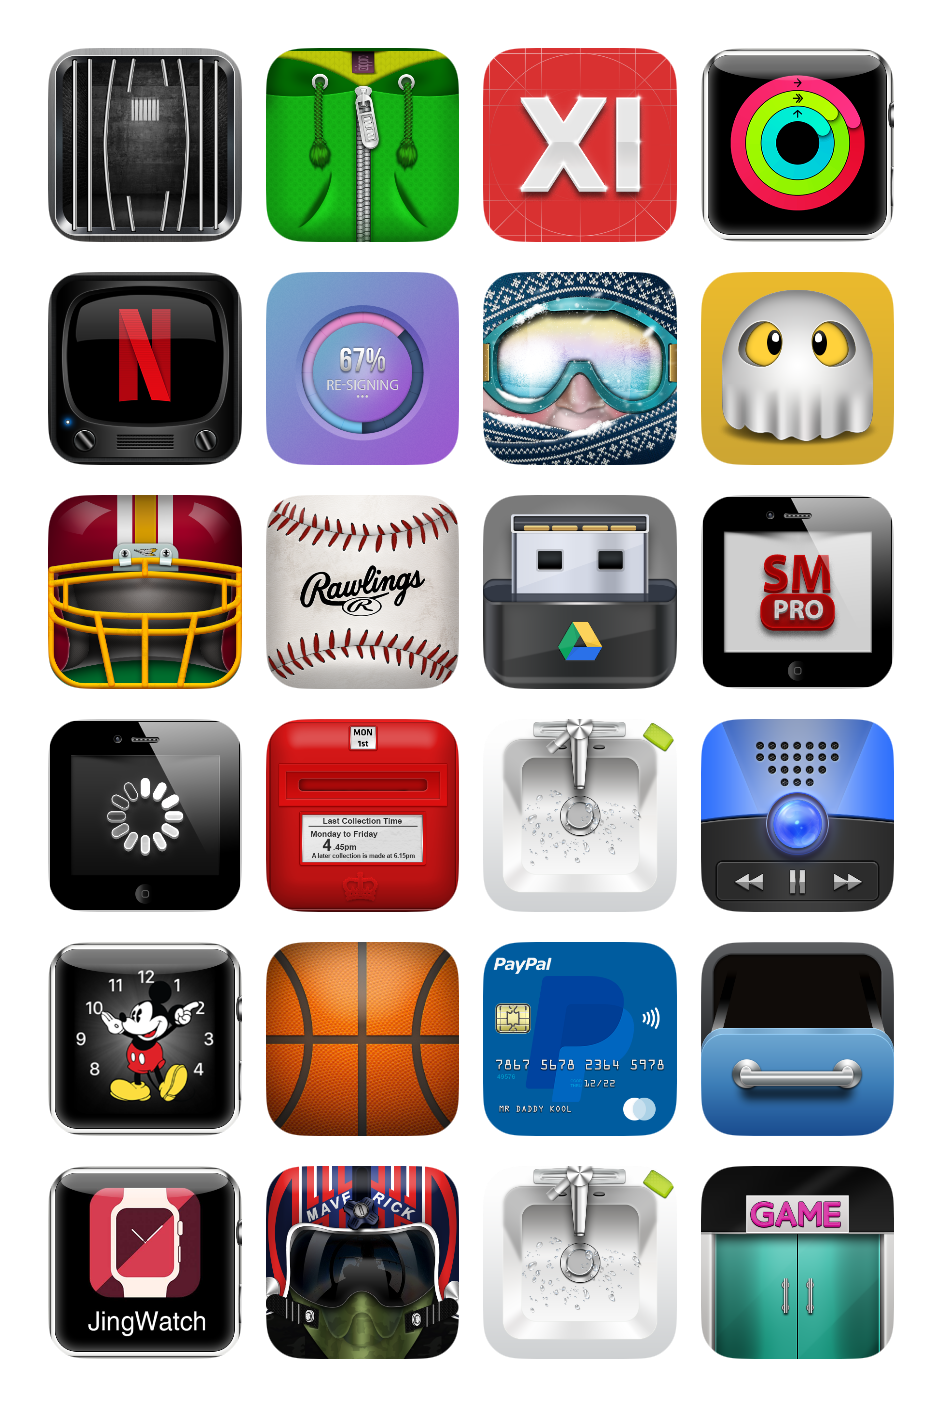 XI
N
67%
RE-SIGNING
Rawlings
R
SM
PRO
MON
1st
Last Collection Time
Monday to Friday
4.45pm
A later collection is made at 6.15pm
12
11
1
10
2
9
3
8
4
PayPal
7867 5678 2364 5978
12/22
MR DADDY KOOL
MAVERICK
GAME
JingWatch